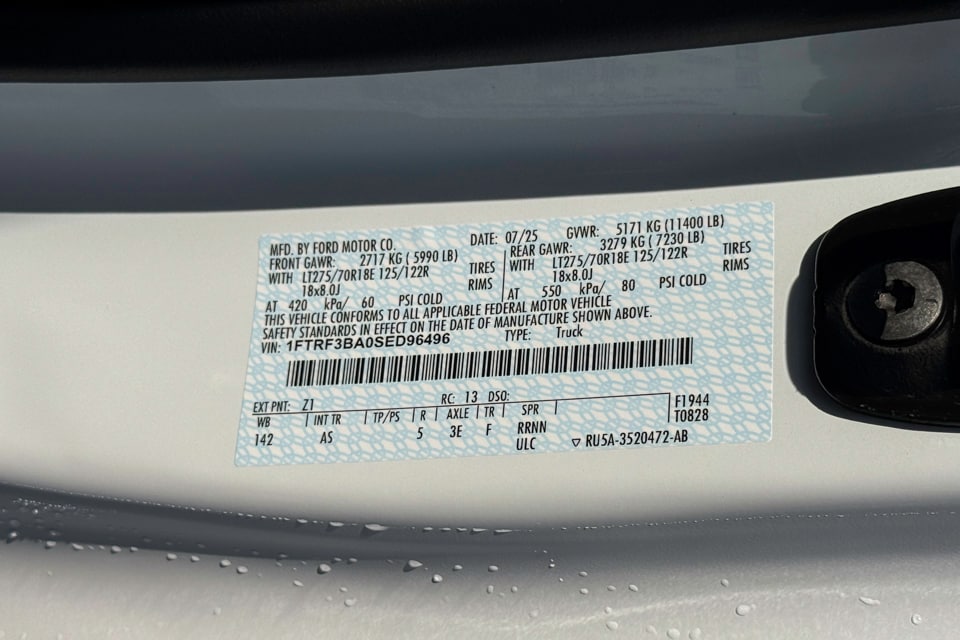 MFD. BY FORD MOTOR CO. DATE: 07/25 GVWR: 5171 KG (11400 LB)
FRONT GAWR: 2717 KG ( 5990 LB) REAR GAWR: 3279 KG ( 7230 LB)
WITH LT275/70R18E 125/122R TIRES WITH LT275/70R18E 125/122R TIRES
18x8.0J RIMS 18x8.0J RIMS
AT 420 kPa/ 60 PSI COLD AT 550 kPa/ 80 PSI COLD
THIS VEHICLE CONFORMS TO ALL APPLICABLE FEDERAL MOTOR VEHICLE
SAFETY STANDARDS IN EFFECT ON THE DATE OF MANUFACTURE SHOWN ABOVE.
VIN: 1FTRF3BA0SED96496 TYPE: Truck
EXT PNT: Z1 RC: 13 DSO: F1944
WB INT TR TP/PS R AXLE TR SPR T0828
142 AS 5 3E F RRNN
ULC ▽ RU5A-3520472-AB